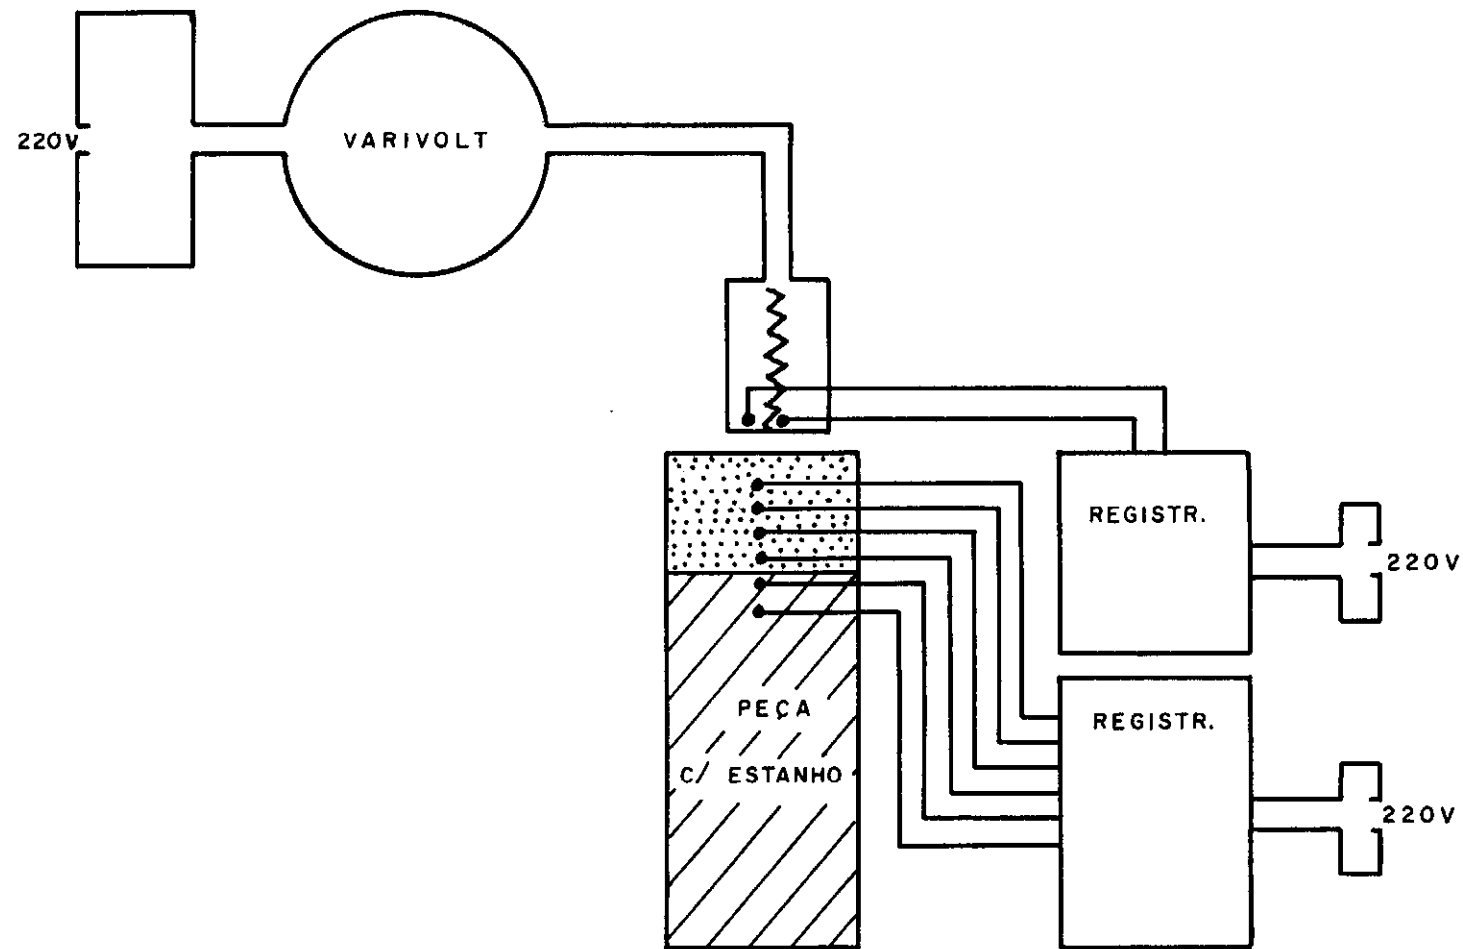 220V
VARIVOLT
REGISTR.
220V
PEÇA
C/ ESTANHO
REGISTR.
220V